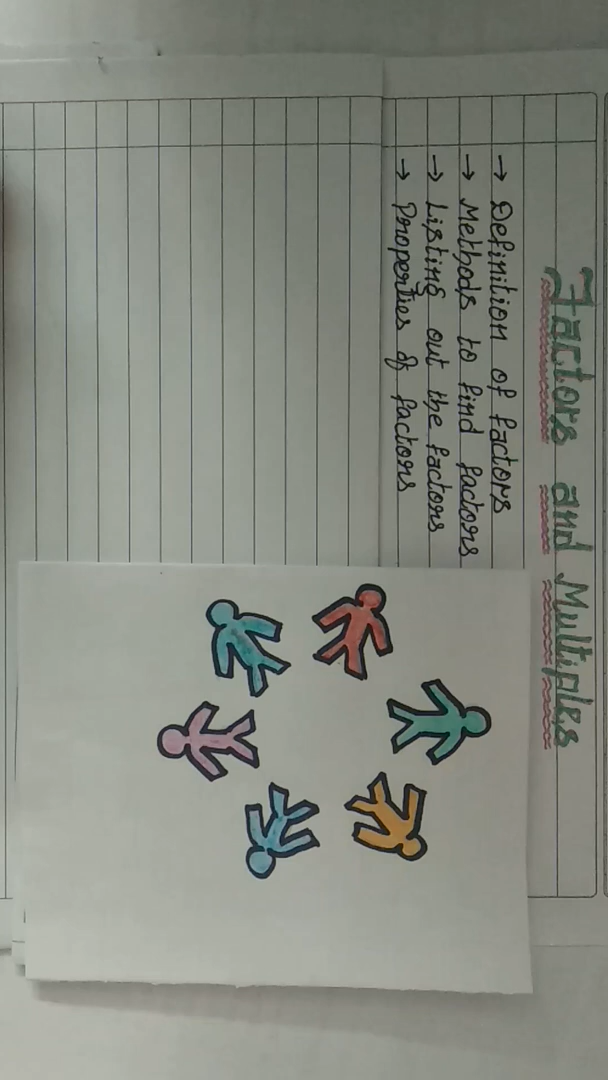 Factors and Multiples
→ Definition of factors
→ Methods to find factors
→ Listing out the factors
→ Properties of factors